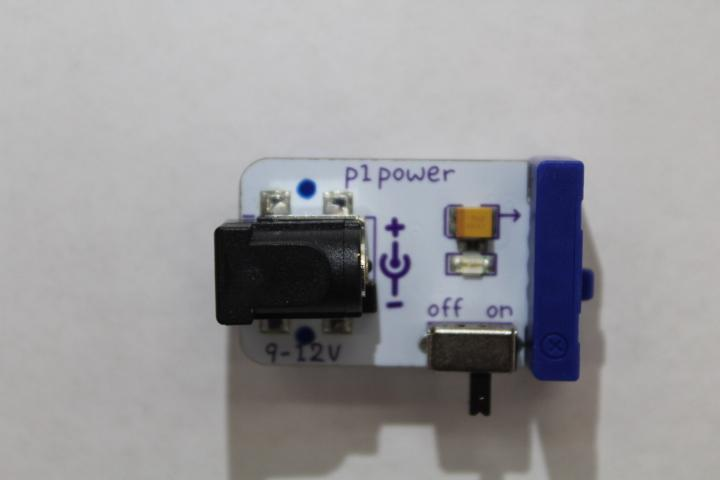 p1 power
+
-
off on
9-12V